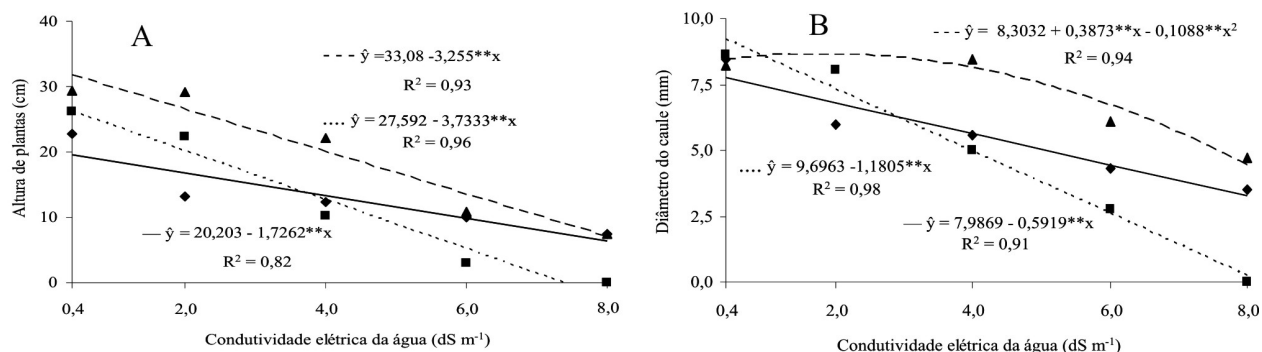 A
40
30
20
10
0
Altura de plantas (cm)
ŷ =33,08 -3,255**x
R² = 0,93
ŷ = 27,592 - 3,7333**x
R² = 0,96
ŷ = 20,203 - 1,7262**x
R² = 0,82
0,4 2,0 4,0 6,0 8,0
Condutividade elétrica da água (dS m⁻¹)
B
10,0
7,5
5,0
2,5
0,0
Diâmetro do caule (mm)
ŷ = 8,3032 + 0,3873**x - 0,1088**x²
R² = 0,94
ŷ = 9,6963 -1,1805**x
R² = 0,98
ŷ = 7,9869 - 0,5919**x
R² = 0,91
0,4 2,0 4,0 6,0 8,0
Condutividade elétrica da água (dS m⁻¹)